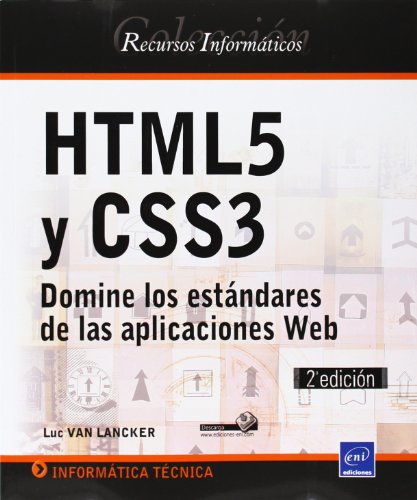 Colección
Recursos Informáticos
HTML5
y CSS3
Domine los estándares
de las aplicaciones Web
2ª edición
Descarga
www.ediciones-eni.com
Luc VAN LANCKER
INFORMÁTICA TÉCNICA
eni
ediciones